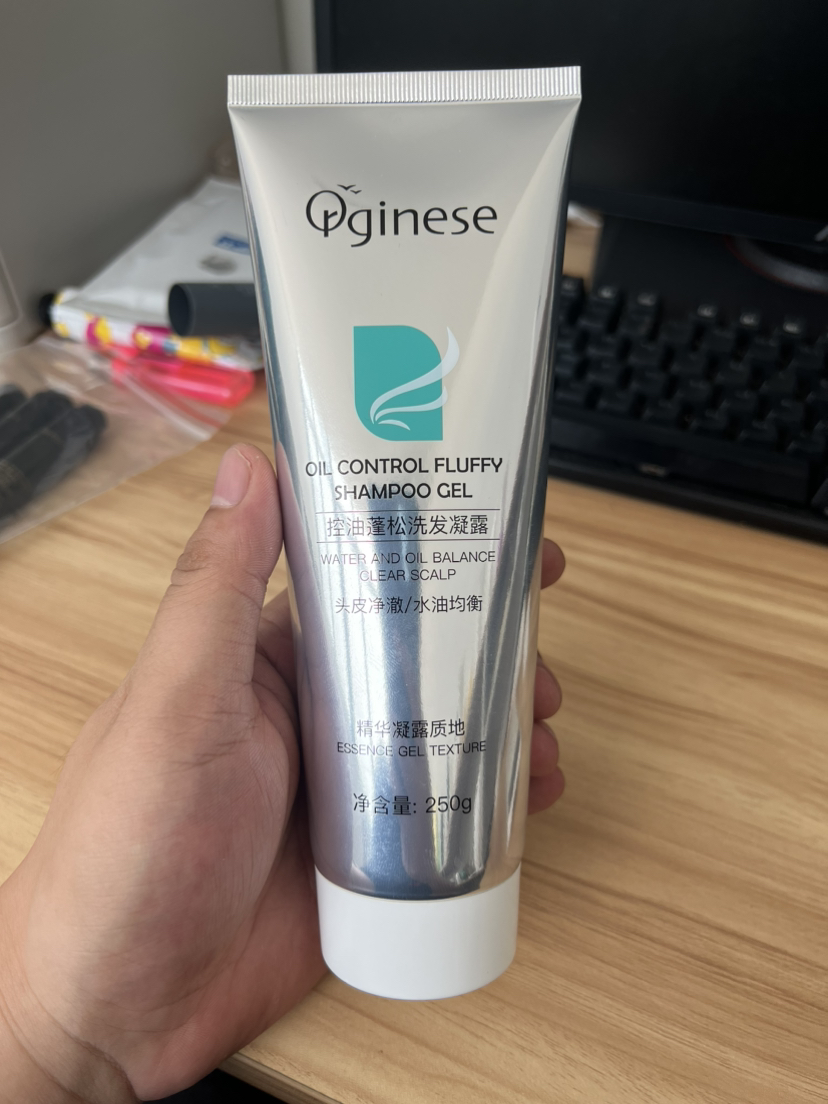 Orginese
OIL CONTROL FLUFFY
SHAMPOO GEL
控油蓬松洗发凝露
WATER AND OIL BALANCE
CLEAR SCALP
头皮净澈/水油均衡
精华凝露质地
ESSENCE GEL TEXTURE
净含量: 250g